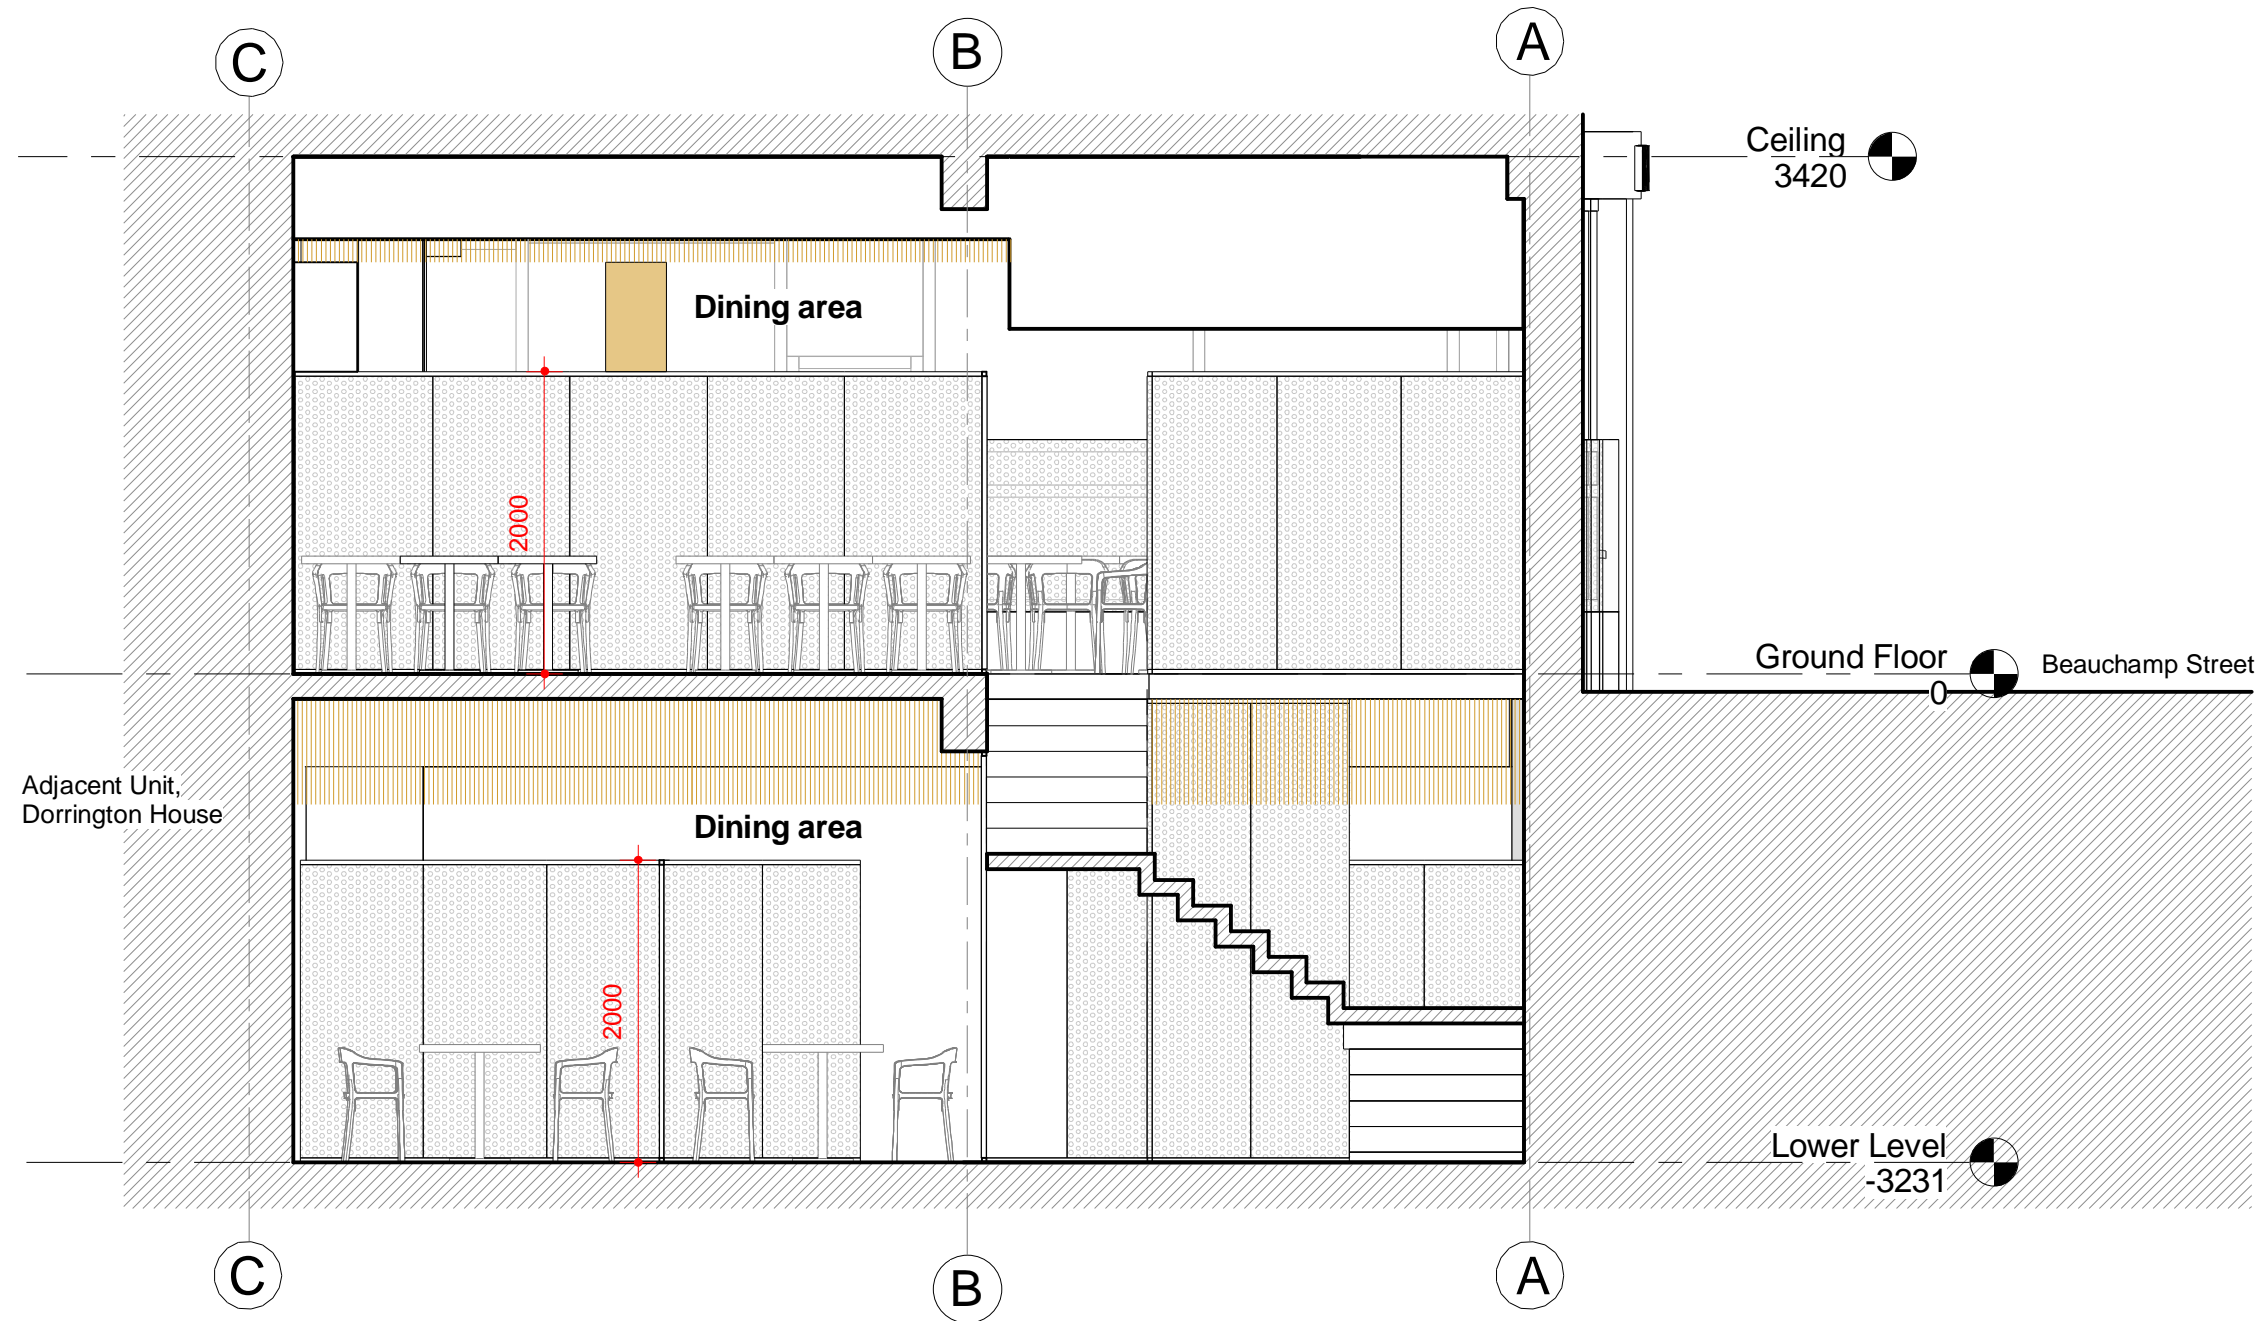 C
B
A
Ceiling
3420
Dining area
2000
Ground Floor
0
Beauchamp Street
Adjacent Unit,
Dorrington House
Dining area
2000
Lower Level
-3231
C
B
A